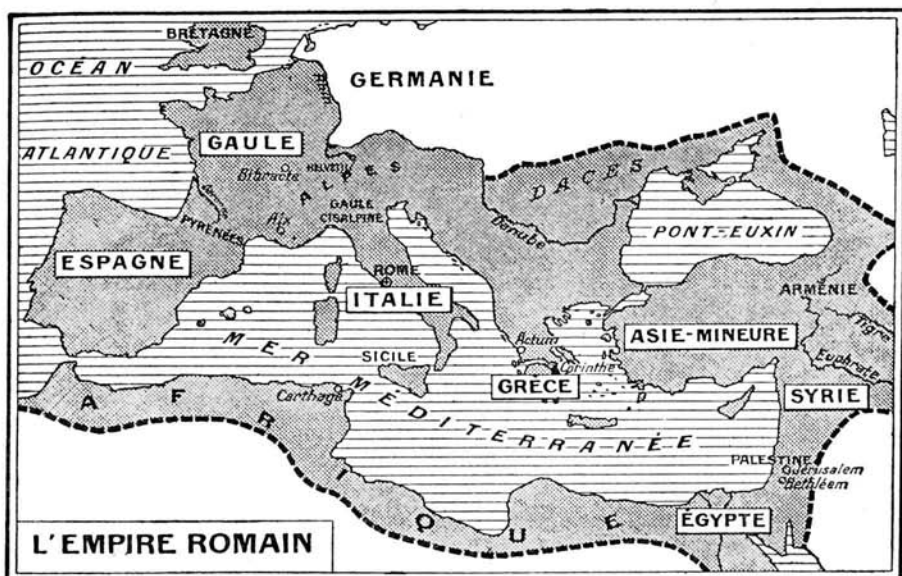 BRETAGNE
OCÉAN
ATLANTIQUE
GERMANIE
GAULE
Bibracte
HELVETII
ALPES
DACES
GAULE
CISALPINE
Aix
PYRÉNÉES
Danube
PONT-EUXIN
ESPAGNE
ROME
ITALIE
ARMÉNIE
Tigre
Euphrate
ASIE-MINEURE
Actium
Corinthe
GRÈCE
SICILE
MER
MÉDITERRANÉE
Carthage
SYRIE
AFRIQUE
PALESTINE
Jérusalem
Bethléem
ÉGYPTE
L'EMPIRE ROMAIN